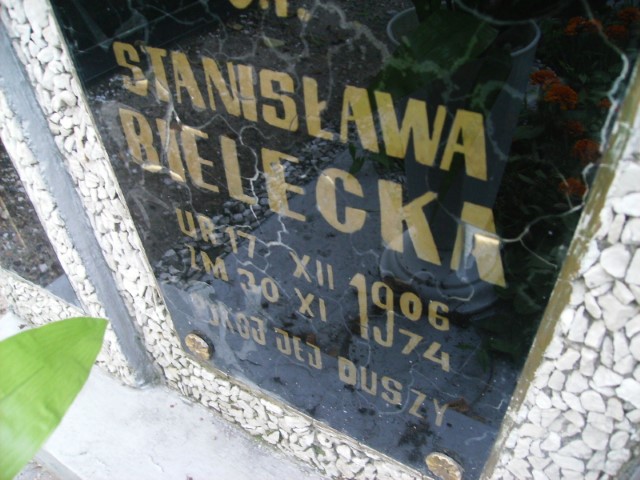 Ś.P.
STANISŁAWA
BIELECKA
UR 17 XII 1906
ZM 30 XI 1974
POKÓJ JEJ DUSZY